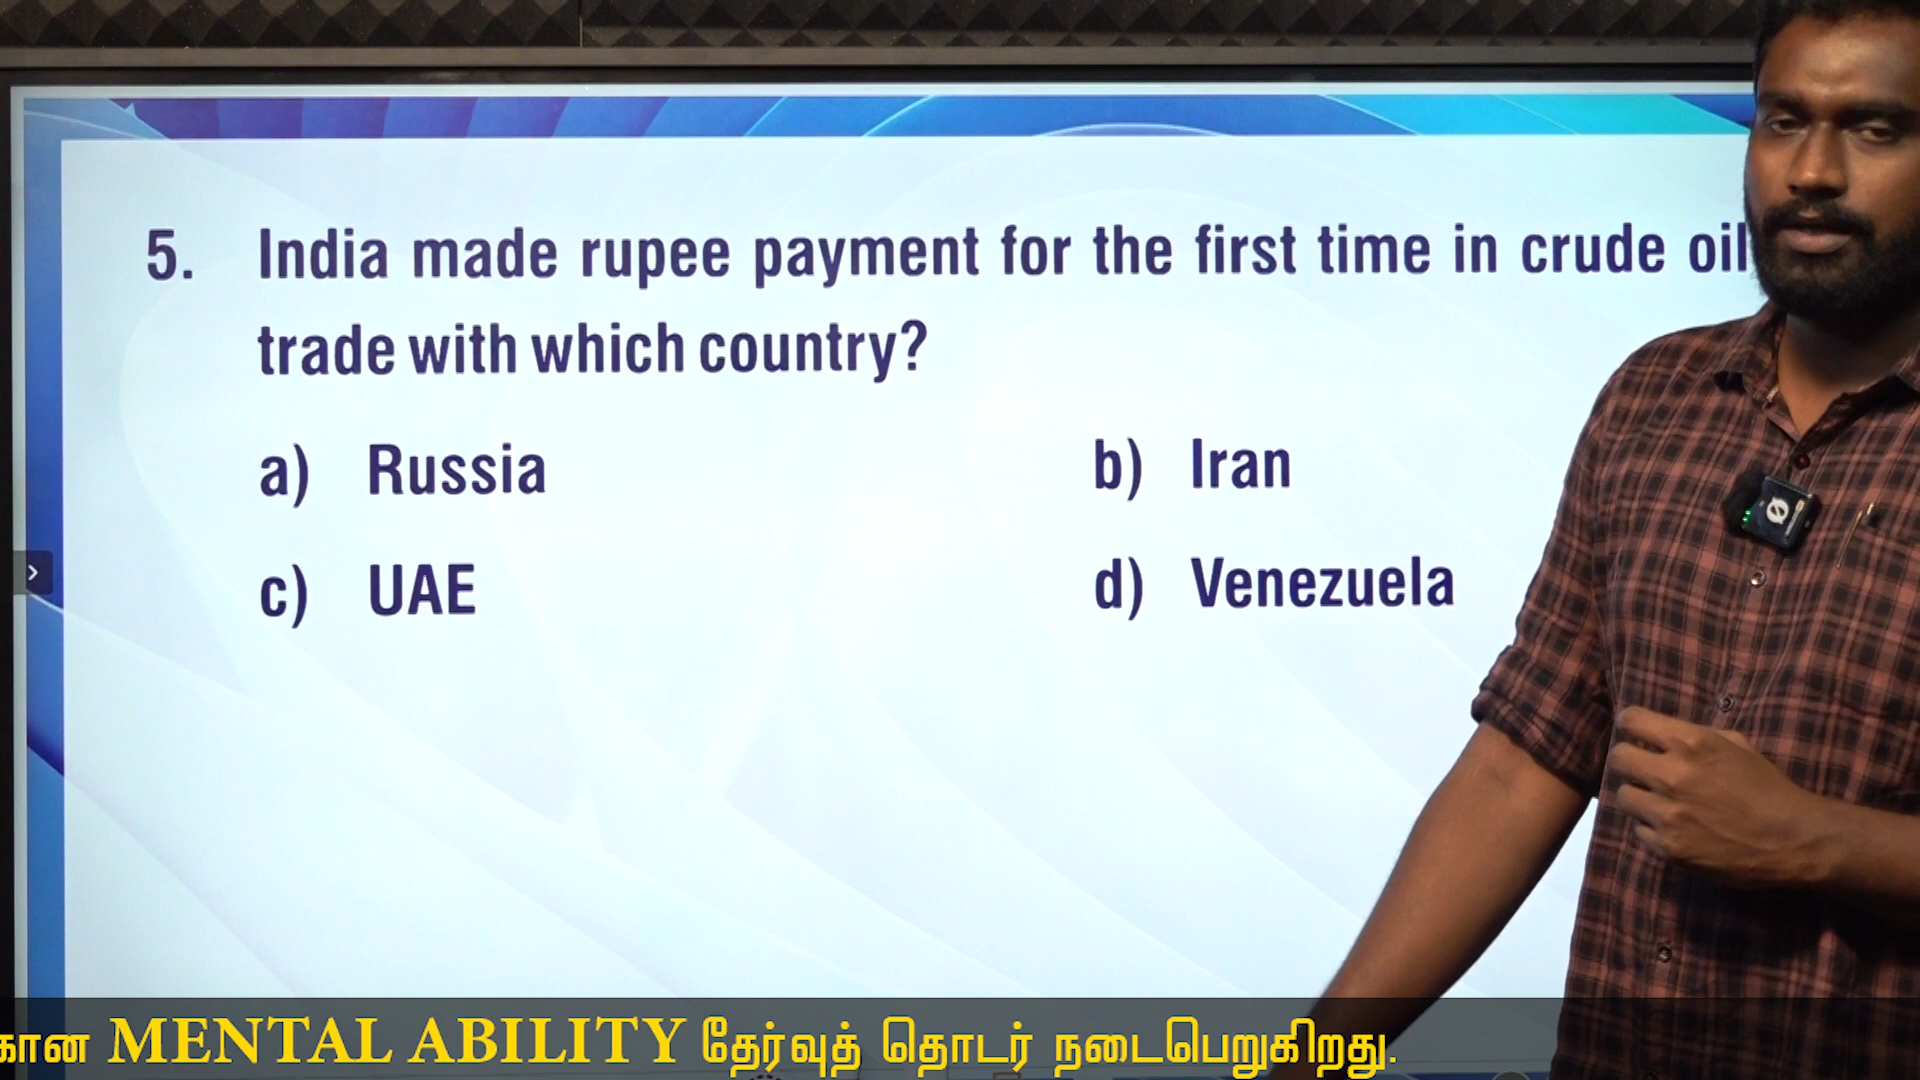 5. India made rupee payment for the first time in crude oil
trade with which country?
a) Russia
b) Iran
c) UAE
d) Venezuela
கான MENTAL ABILITY தேர்வுத் தொடர் நடைபெறுகிறது.